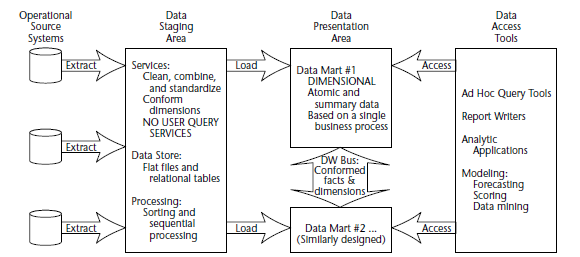 Operational
Source
Systems
Data
Staging
Area
Data
Presentation
Area
Data
Access
Tools
Extract
Extract
Extract
Services:
Clean, combine,
and standardize
Conform
dimensions
NO USER QUERY
SERVICES
Data Store:
Flat files and
relational tables
Processing:
Sorting and
sequential
processing
Load
Load
Data Mart #1
DIMENSIONAL
Atomic and
summary data
Based on a single
business process
DW Bus:
Conformed
facts &
dimensions
Data Mart #2 ...
(Similarly designed)
Access
Access
Ad Hoc Query Tools
Report Writers
Analytic
Applications
Modeling:
Forecasting
Scoring
Data mining